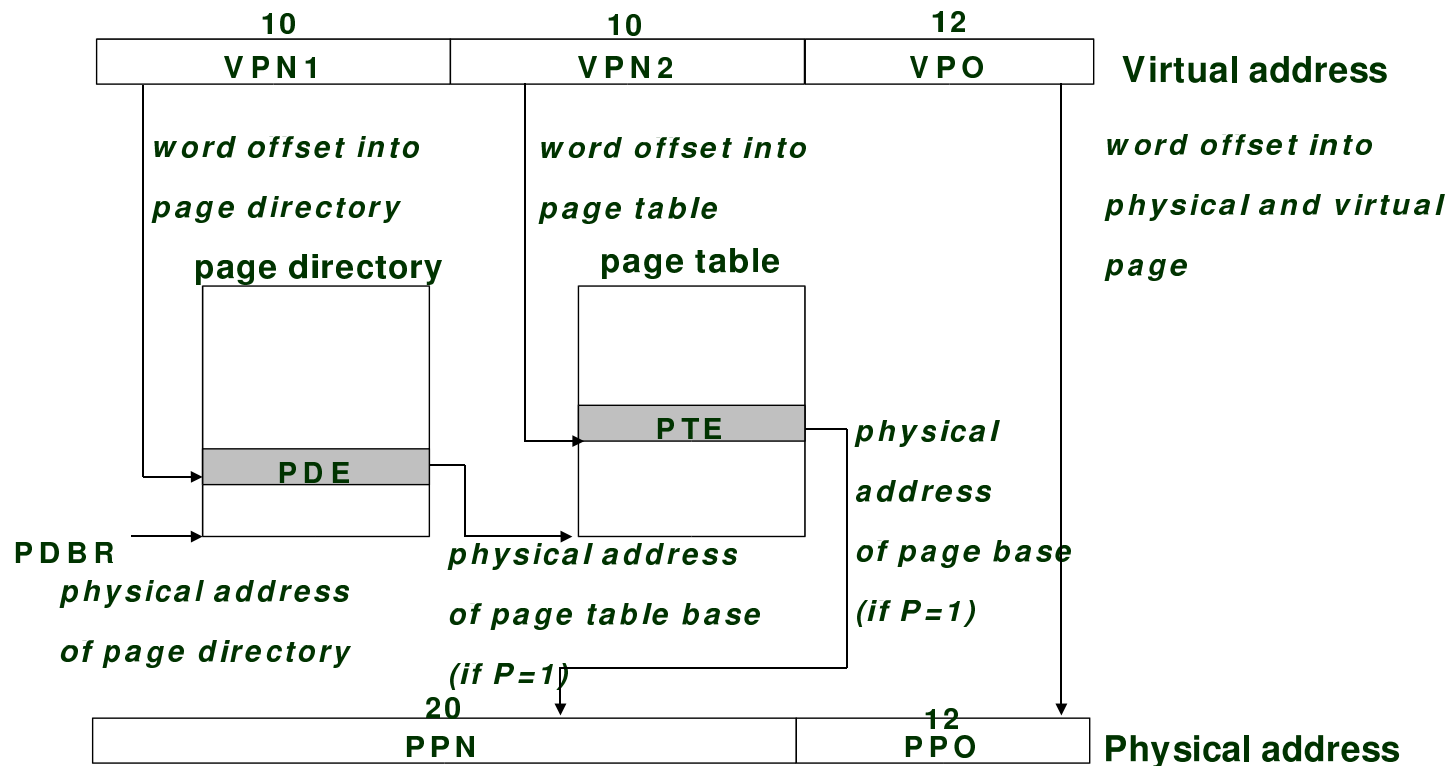 10
10
12
VPN1
VPN2
VPO
Virtual address
word offset into
page directory
word offset into
page table
word offset into
physical and virtual
page
page directory
page table
PDE
PTE
PDBR
physical address
of page directory
physical address
of page table base
(if P=1)
physical
address
of page base
(if P=1)
20
12
PPN
PPO
Physical address